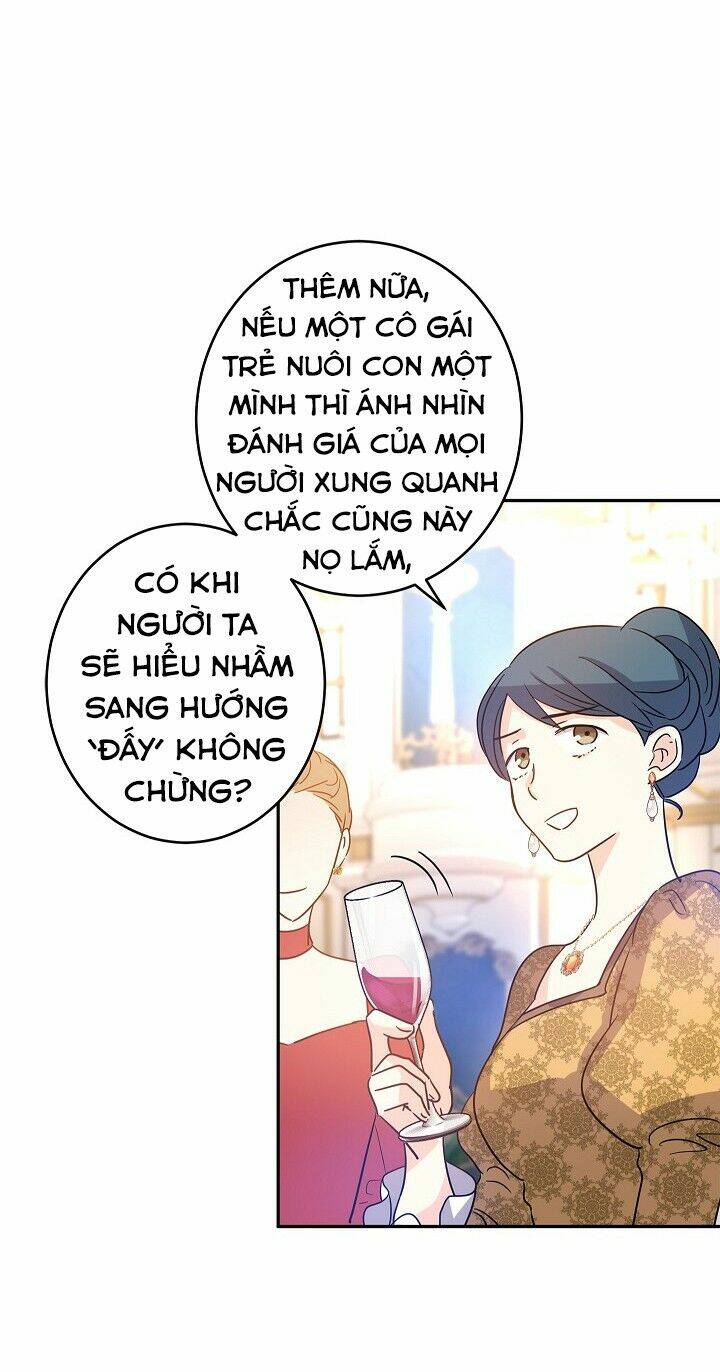 THÊM NỮA,
NẾU MỘT CÔ GÁI
TRẺ NUÔI CON MỘT
MÌNH THÌ ÁNH NHÌN
ĐÁNH GIÁ CỦA MỌI
NGƯỜI XUNG QUANH
CHẮC CŨNG NÀY
NỌ LẮM,
CÓ KHI
NGƯỜI TA
SẼ HIỂU NHẦM
SANG HƯỚNG
‘ĐẤY’ KHÔNG
CHỪNG?